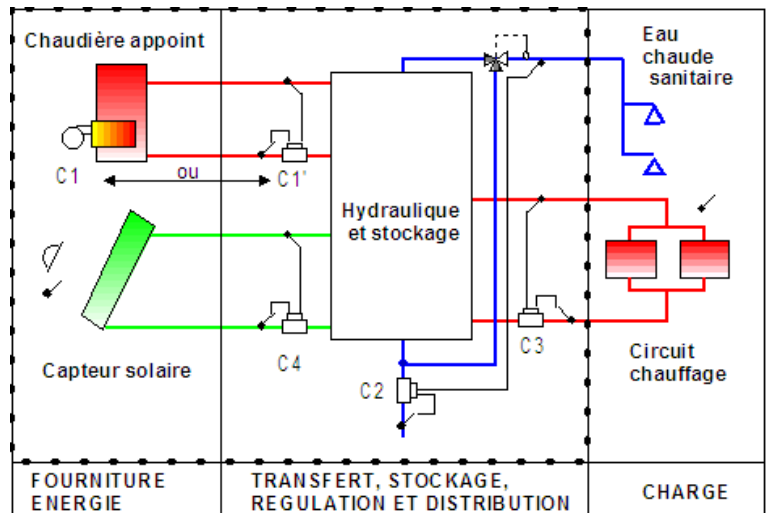 Chaudière appoint
C1
ou
C1'
Capteur solaire
C4
Hydraulique
et stockage
C2
C3
Eau
chaude
sanitaire
Circuit
chauffage
FOURNITURE
ENERGIE
TRANSFERT, STOCKAGE,
REGULATION ET DISTRIBUTION
CHARGE